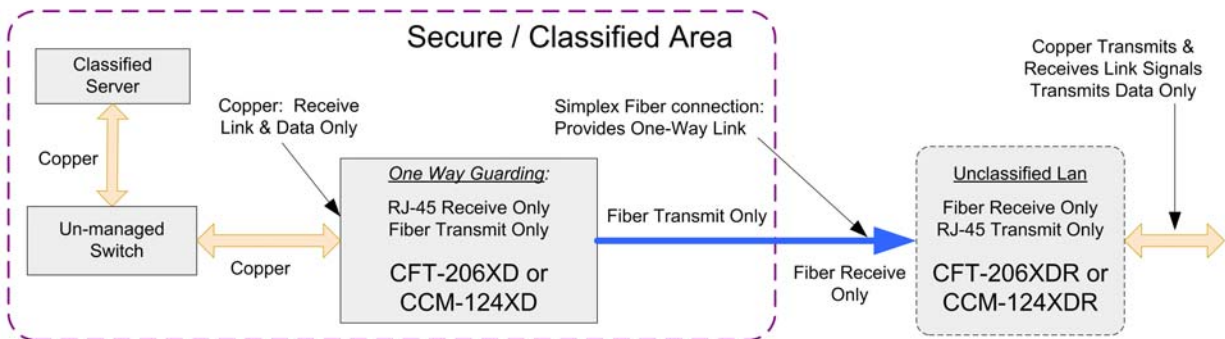 Secure / Classified Area
Classified
Server
Copper
Un-managed
Switch
Copper
Copper: Receive
Link & Data Only
One Way Guarding:
RJ-45 Receive Only
Fiber Transmit Only
CFT-206XD or
CCM-124XD
Fiber Transmit Only
Simplex Fiber connection:
Provides One-Way Link
Fiber Receive
Only
Copper Transmits &
Receives Link Signals
Transmits Data Only
Unclassified Lan
Fiber Receive Only
RJ-45 Transmit Only
CFT-206XDR or
CCM-124XDR